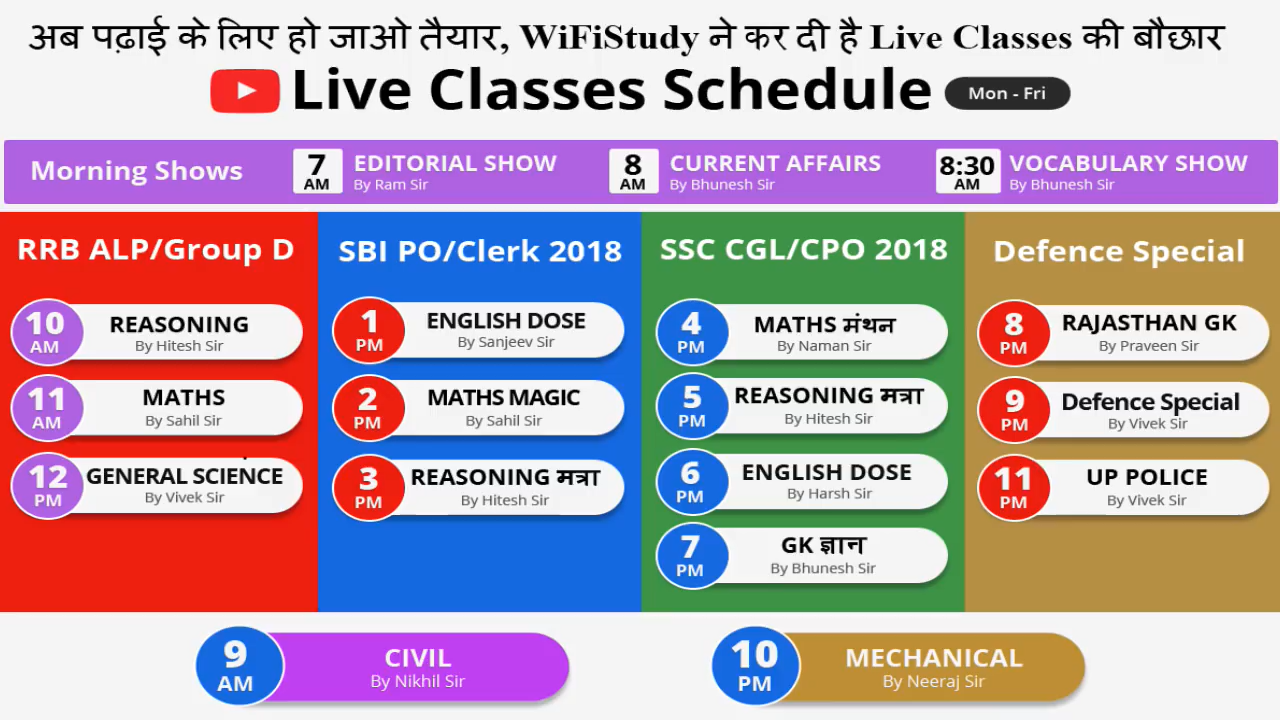 अब पढ़ाई के लिए हो जाओ तैयार, WiFiStudy ने कर दी है Live Classes की बौछार
Live Classes Schedule Mon - Fri
Morning Shows
7 AM EDITORIAL SHOW
By Ram Sir
8 AM CURRENT AFFAIRS
By Bhunesh Sir
8:30 AM VOCABULARY SHOW
By Bhunesh Sir
RRB ALP/Group D
10 AM REASONING
By Hitesh Sir
11 AM MATHS
By Sahil Sir
12 PM GENERAL SCIENCE
By Vivek Sir
SBI PO/Clerk 2018
1 PM ENGLISH DOSE
By Sanjeev Sir
2 PM MATHS MAGIC
By Sahil Sir
3 PM REASONING मत्रा
By Hitesh Sir
SSC CGL/CPO 2018
4 PM MATHS मंथन
By Naman Sir
5 PM REASONING मत्रा
By Hitesh Sir
6 PM ENGLISH DOSE
By Harsh Sir
7 PM GK ज्ञान
By Bhunesh Sir
Defence Special
8 PM RAJASTHAN GK
By Praveen Sir
9 PM Defence Special
By Vivek Sir
11 PM UP POLICE
By Vivek Sir
9 AM CIVIL
By Nikhil Sir
10 PM MECHANICAL
By Neeraj Sir